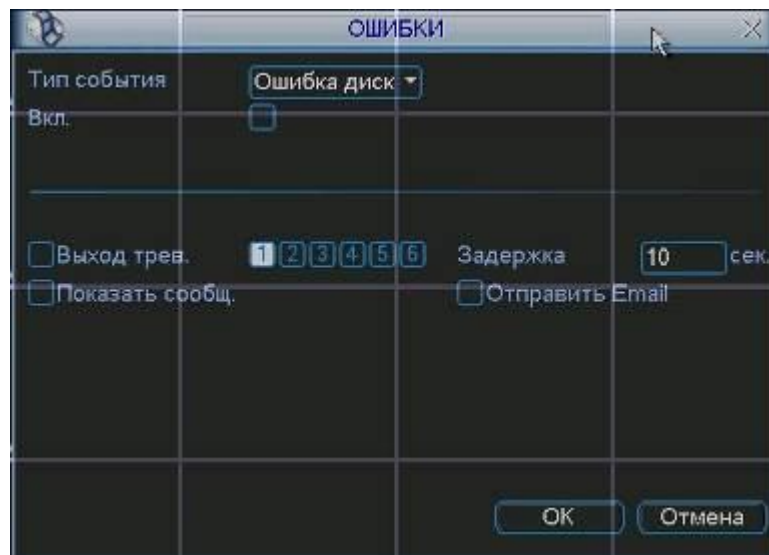 ОШИБКИ
Тип события Ошибка диск
Вкл.
Выход трев. 1 2 3 4 5 6 Задержка 10 сек.
Показать сообщ. Отправить Email
ОК Отмена